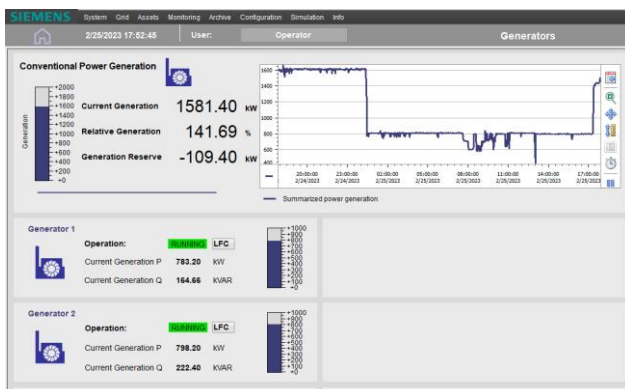 SIEMENS System Grid Assets Monitoring Archive Configuration Simulation Info
2/25/2023 17:52:45 User: Operator Generators
Conventional Power Generation
Generation
+2000
+1800
+1600
+1400
+1200
+1000
+800
+600
+400
+200
+0
Current Generation 1581.40 kW
Relative Generation 141.69 %
Generation Reserve -109.40 kW
1600
1400
1200
1000
800
600
400
20:00:00 23:00:00 02:00:00 05:00:00 08:00:00 11:00:00 14:00:00 17:00:00
2/24/2023 2/24/2023 2/25/2023 2/25/2023 2/25/2023 2/25/2023 2/25/2023 2/25/2023
Summarized power generation
Generator 1
Operation: RUNNING LFC
Current Generation P 783.20 kW
Current Generation Q 164.66 kVAR
+1000
+900
+800
+700
+600
+500
+400
+300
+200
+100
+0
Generator 2
Operation: RUNNING LFC
Current Generation P 798.20 kW
Current Generation Q 222.40 kVAR
+1000
+900
+800
+700
+600
+500
+400
+300
+200
+100
+0